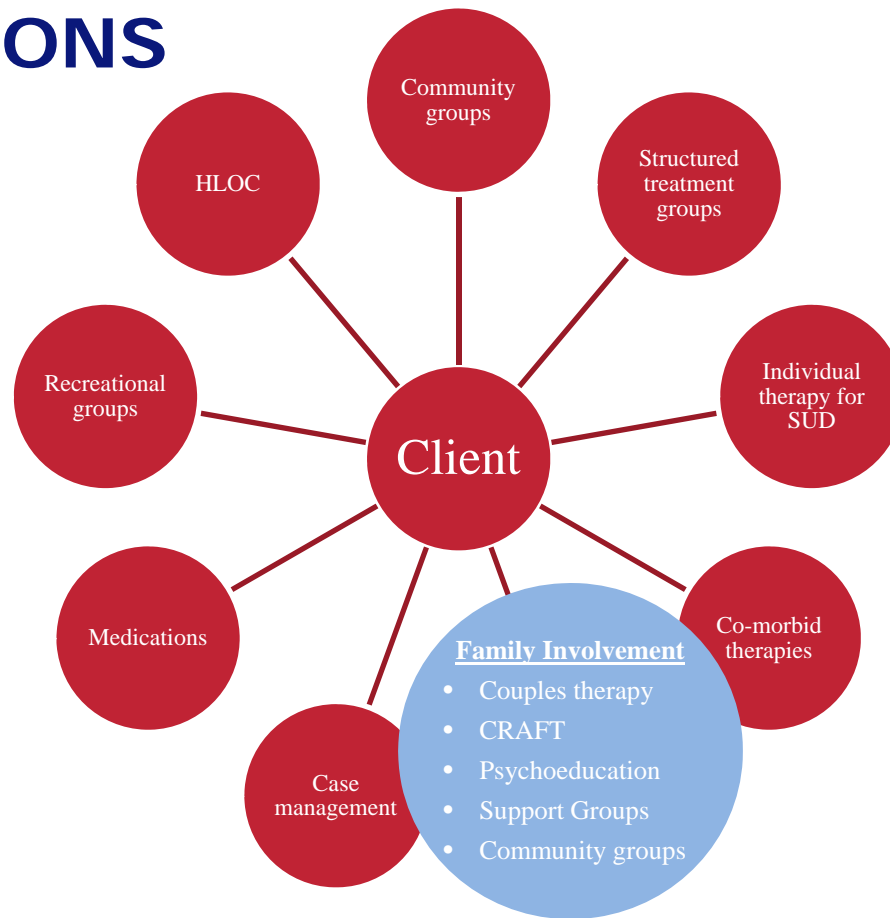 ONS
Community
groups
Structured
treatment
groups
HLOC
Individual
therapy for
SUD
Recreational
groups
Client
Co-morbid
therapies
Medications
Family Involvement
• Couples therapy
• CRAFT
• Psychoeducation
• Support Groups
• Community groups
Case
management